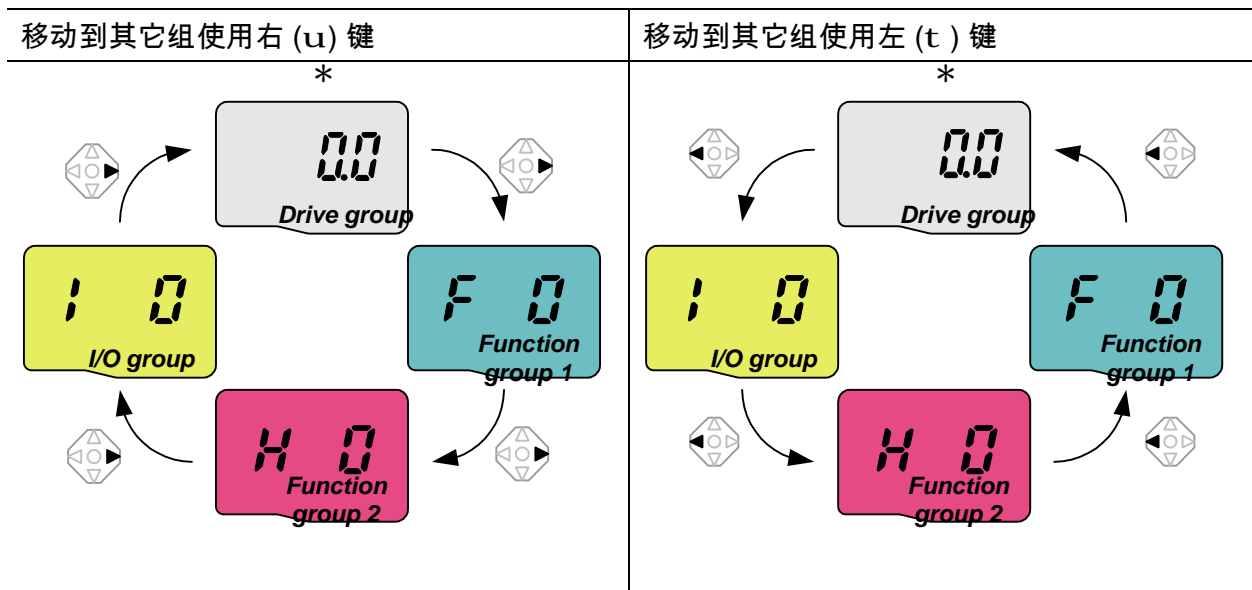 移动到其它组使用右 (u) 键
移动到其它组使用左 (t ) 键
*
0.0
Drive group
I 0
I/O group
F 0
Function
group 1
H 0
Function
group 2
*
0.0
Drive group
I 0
I/O group
F 0
Function
group 1
H 0
Function
group 2